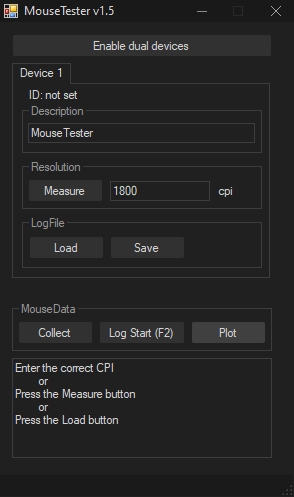 MouseTester v1.5
Enable dual devices
Device 1
ID: not set
Description
MouseTester
Resolution
Measure 1800 cpi
LogFile
Load Save
MouseData
Collect Log Start (F2) Plot
Enter the correct CPI
or
Press the Measure button
or
Press the Load button